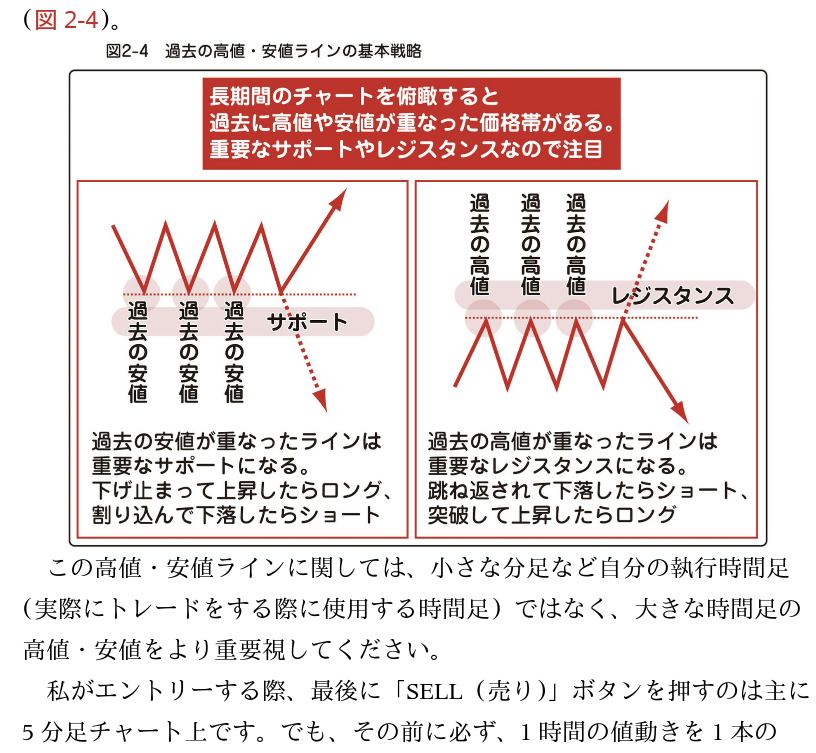 (図 2-4)。
図2-4　過去の高値・安値ラインの基本戦略
長期間のチャートを俯瞰すると
過去に高値や安値が重なった価格帯がある。
重要なサポートやレジスタンスなので注目
過去の安値
過去の安値
過去の安値
サポート
過去の安値が重なったラインは
重要なサポートになる。
下げ止まって上昇したらロング、
割り込んで下落したらショート
過去の高値
過去の高値
過去の高値
レジスタンス
過去の高値が重なったラインは
重要なレジスタンスになる。
跳ね返されて下落したらショート、
突破して上昇したらロング
この高値・安値ラインに関しては、小さな分足など自分の執行時間足
（実際にトレードをする際に使用する時間足）ではなく、大きな時間足の
高値・安値をより重要視してください。
私がエントリーする際、最後に「SELL（売り）」ボタンを押すのは主に
5 分足チャート上です。でも、その前に必ず、1 時間の値動きを 1 本の